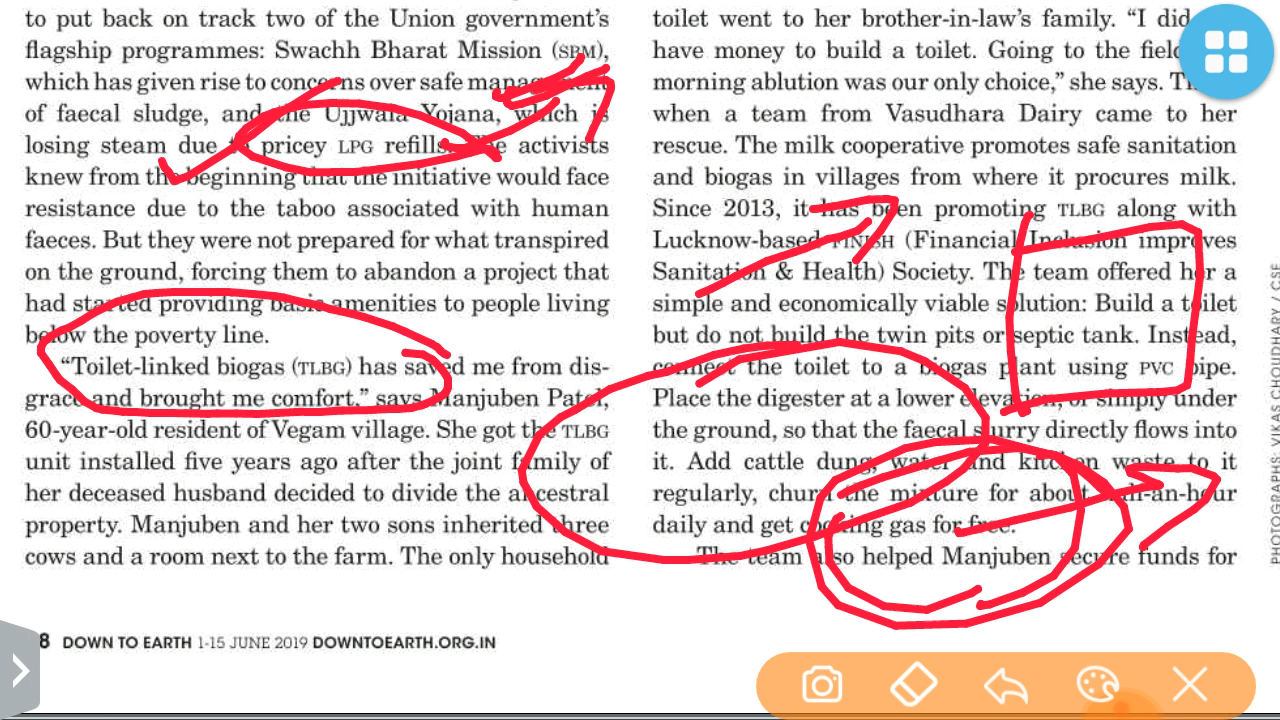 to put back on track two of the Union government's
flagship programmes: Swachh Bharat Mission (SBM),
which has given rise to concerns over safe management
of faecal sludge, and the Ujjwala Yojana, which is
losing steam due to pricey LPG refills. The activists
knew from the beginning that the initiative would face
resistance due to the taboo associated with human
faeces. But they were not prepared for what transpired
on the ground, forcing them to abandon a project that
had started providing basic amenities to people living
below the poverty line.
“Toilet-linked biogas (TLBG) has saved me from dis-
grace and brought me comfort,” says Manjuben Patel,
60-year-old resident of Vegam village. She got the TLBG
unit installed five years ago after the joint family of
her deceased husband decided to divide the ancestral
property. Manjuben and her two sons inherited three
cows and a room next to the farm. The only household
toilet went to her brother-in-law's family. “I did
have money to build a toilet. Going to the field
morning ablution was our only choice,” she says.
when a team from Vasudhara Dairy came to her
rescue. The milk cooperative promotes safe sanitation
and biogas in villages from where it procures milk.
Since 2013, it has been promoting TLBG along with
Lucknow-based FINISH (Financial Inclusion improves
Sanitation & Health) Society. The team offered her a
simple and economically viable solution: Build a toilet
but do not build the twin pits or septic tank. Instead,
connect the toilet to a biogas plant using PVC pipe.
Place the digester at a lower elevation, or simply under
the ground, so that the faecal slurry directly flows into
it. Add cattle dung, water and kitchen waste to it
regularly, churn the mixture for about half-an-hour
daily and get cooking gas for free.
The team also helped Manjuben secure funds for
PHOTOGRAPHS: VIKAS CHOUDHARY / CSE
8 DOWN TO EARTH 1-15 JUNE 2019 DOWNTOEARTH.ORG.IN